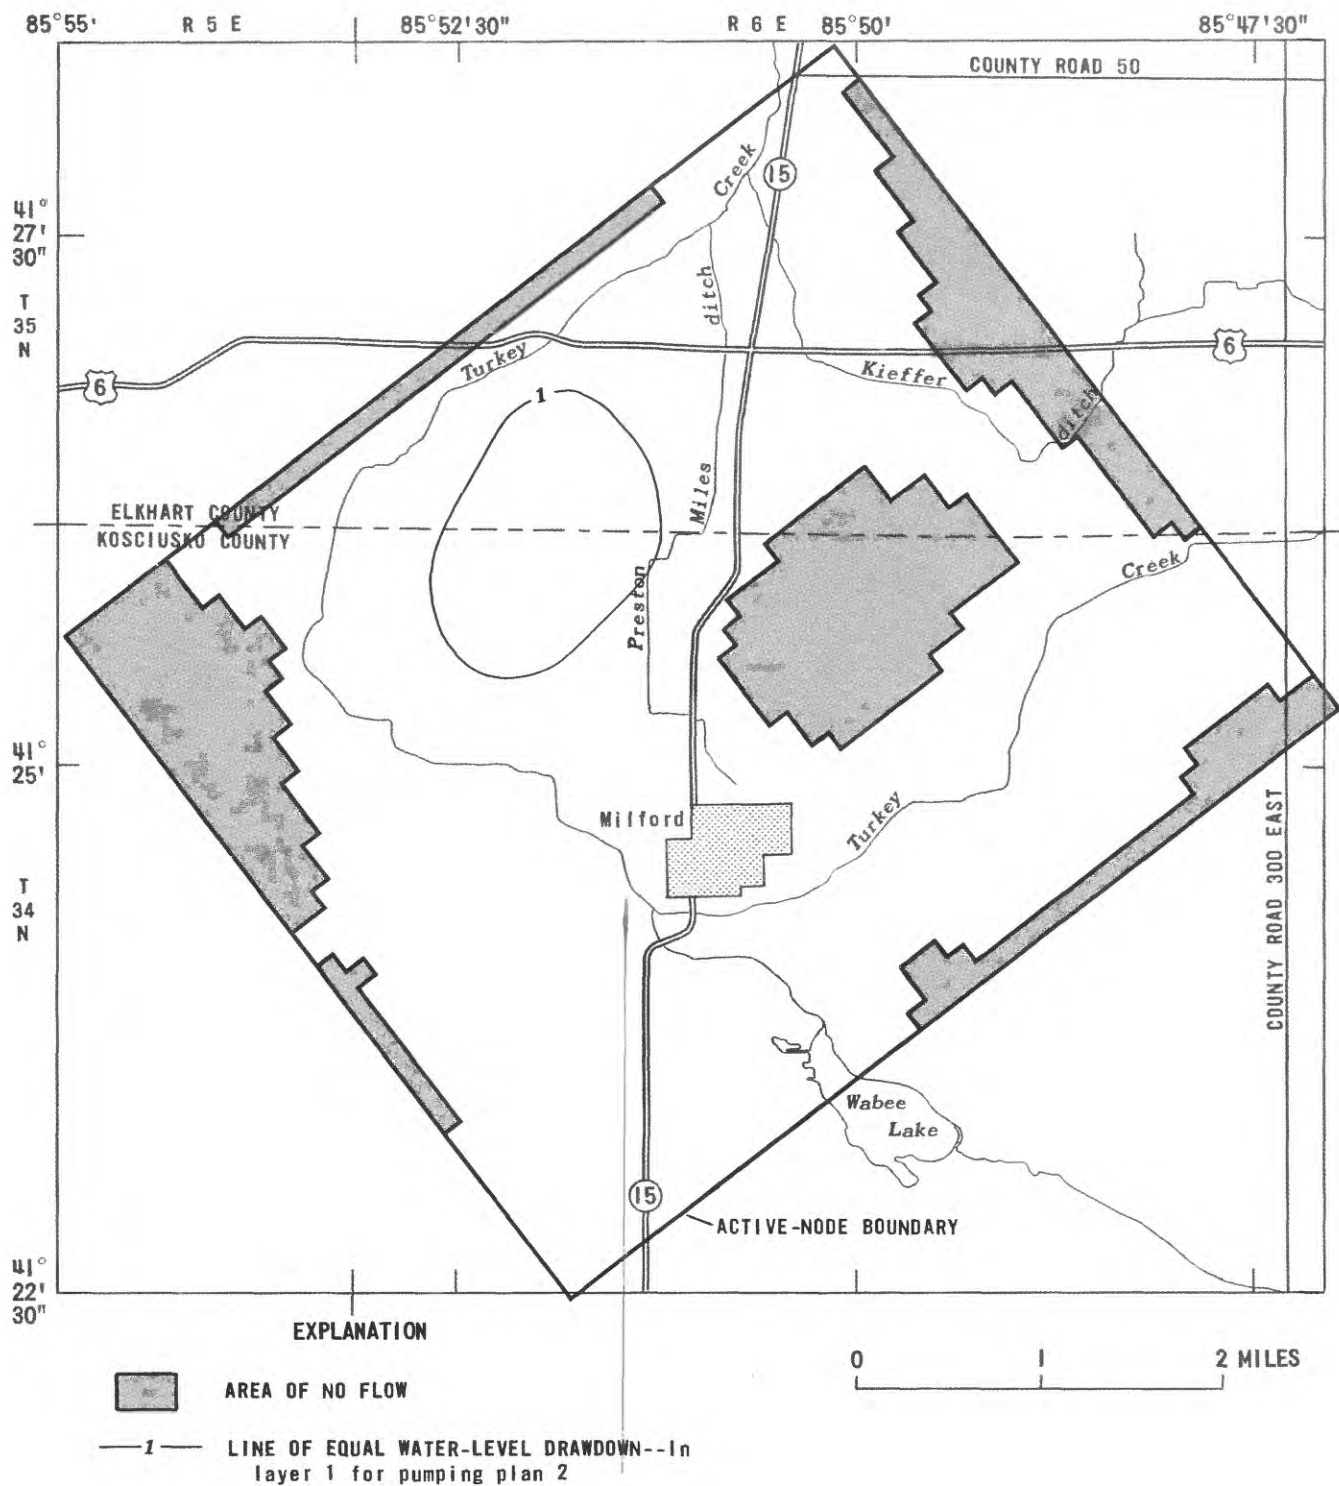 85°55' R 5 E 85°52'30" R 6 E 85°50' 85°47'30"
COUNTY ROAD 50
Creek
15
41°
27'
30"
ditch
T
35
N
Turkey
6
6
Kieffer
ditch
1
Miles
ELKHART COUNTY
KOSCIUSKO COUNTY
Creek
Preston
41°
25'
Milford
Turkey
COUNTY ROAD 300 EAST
T
34
N
Wabee
Lake
15
ACTIVE-NODE BOUNDARY
41°
22'
30"
EXPLANATION
0 1 2 MILES
AREA OF NO FLOW
1 LINE OF EQUAL WATER-LEVEL DRAWDOWN--In
layer 1 for pumping plan 2